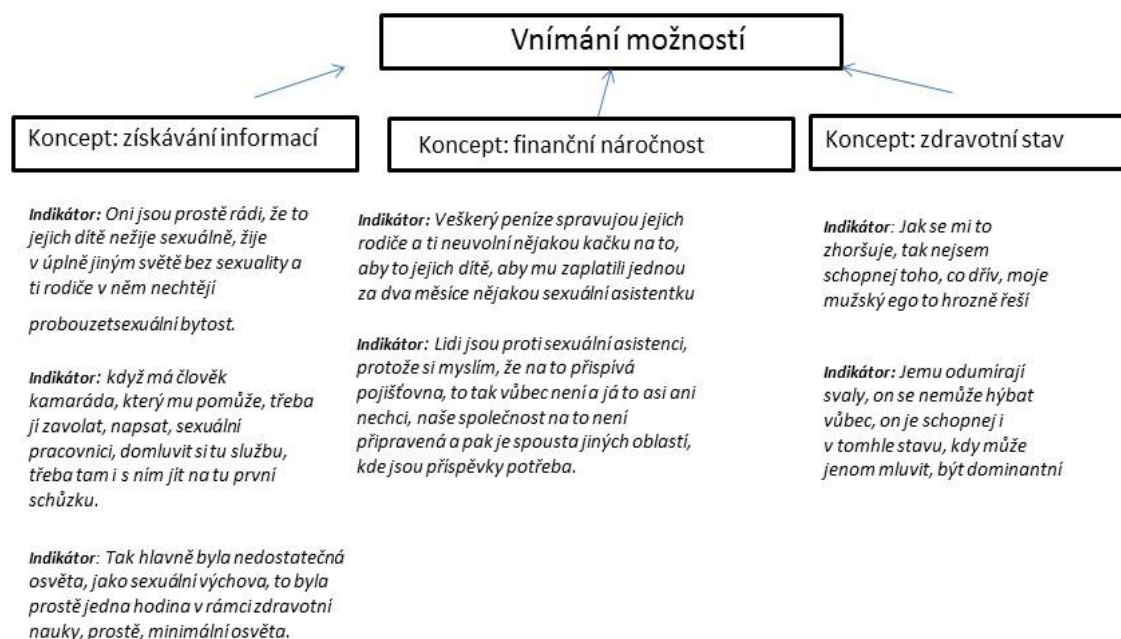 Vnímání možností
Koncept: získávání informací
Koncept: finanční náročnost
Koncept: zdravotní stav
Indikátor: Oni jsou prostě rádi, že to
jejich dítě nežije sexuálně, žije
v úplně jiným světě bez sexuality a
ti rodiče v něm nechtějí
probouzetsexuální bytost.
Indikátor: když má člověk
kamaráda, který mu pomůže, třeba
jí zavolat, napsat, sexuální
pracovnici, domluvit si tu službu,
třeba tam i s ním jít na tu první
schůzku.
Indikátor: Tak hlavně byla nedostatečná
osvěta, jako sexuální výchova, to byla
prostě jedna hodina v rámci zdravotní
nauky, prostě, minimální osvěta.
Indikátor: Veškerý peníze spravujou jejich
rodiče a ti neuvolní nějakou kačku na to,
aby to jejich dítě, aby mu zaplatili jednou
za dva měsíce nějakou sexuální asistentku
Indikátor: Lidi jsou proti sexuální asistenci,
protože si myslím, že na to přispívá
pojišťovna, to tak vůbec není a já to asi ani
nechci, naše společnost na to není
připravená a pak je spousta jiných oblastí,
kde jsou příspěvky potřeba.
Indikátor: Jak se mi to
zhoršuje, tak nejsem
schopnej toho, co dřív, moje
mužský ego to hrozně řeší
Indikátor: Jemu odumírají
svaly, on se nemůže hýbat
vůbec, on je schopnej i
v tomhle stavu, kdy může
jenom mluvit, být dominantní